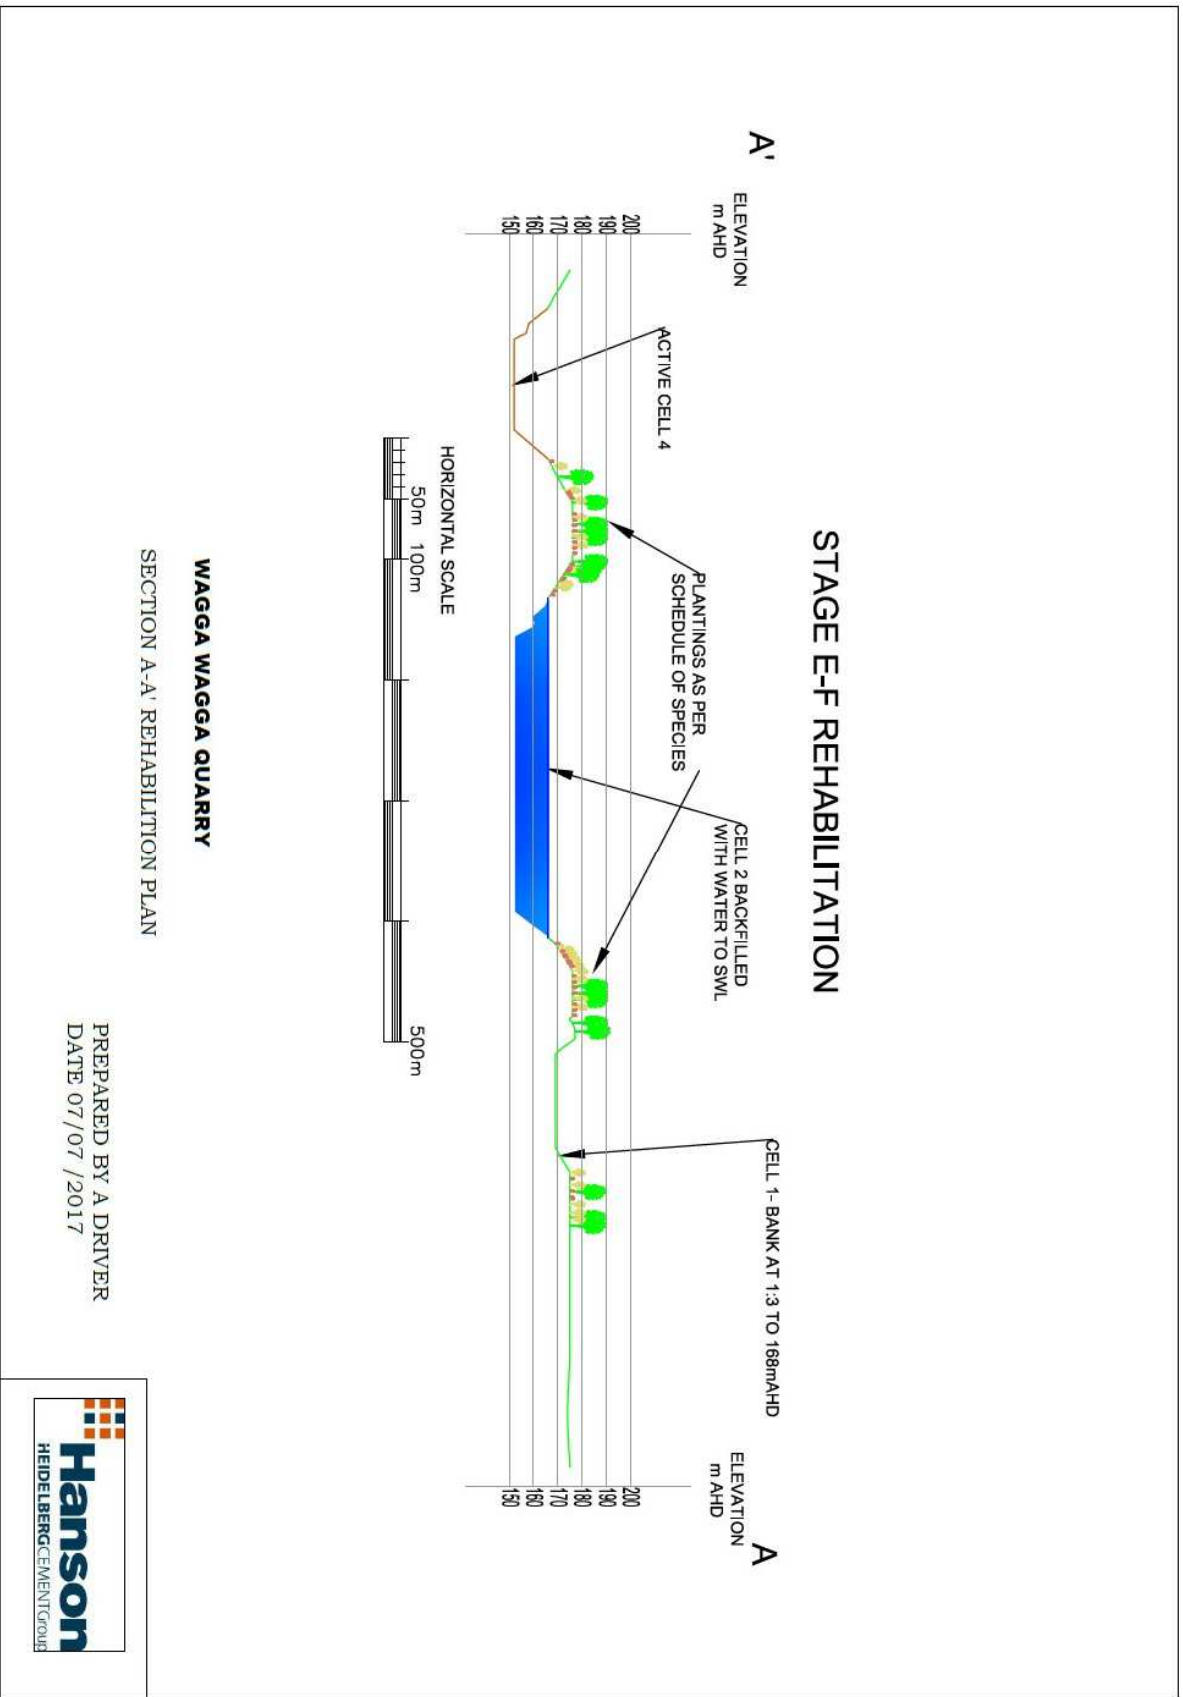 STAGE E-F REHABILITATION
A'
ELEVATION
m AHD
200
190
180
170
160
150
ACTIVE CELL 4
PLANTINGS AS PER
SCHEDULE OF SPECIES
CELL 2 BACKFILLED
WITH WATER TO SWL
CELL 1- BANK AT 1:3 TO 168mAHD
A
ELEVATION
m AHD
200
190
180
170
160
150
HORIZONTAL SCALE
50m
100m
500m
WAGGA WAGGA QUARRY
SECTION A-A' REHABILITION PLAN
PREPARED BY A DRIVER
DATE 07/07 /2017
Hanson
HEIDELBERGCEMENTGroup